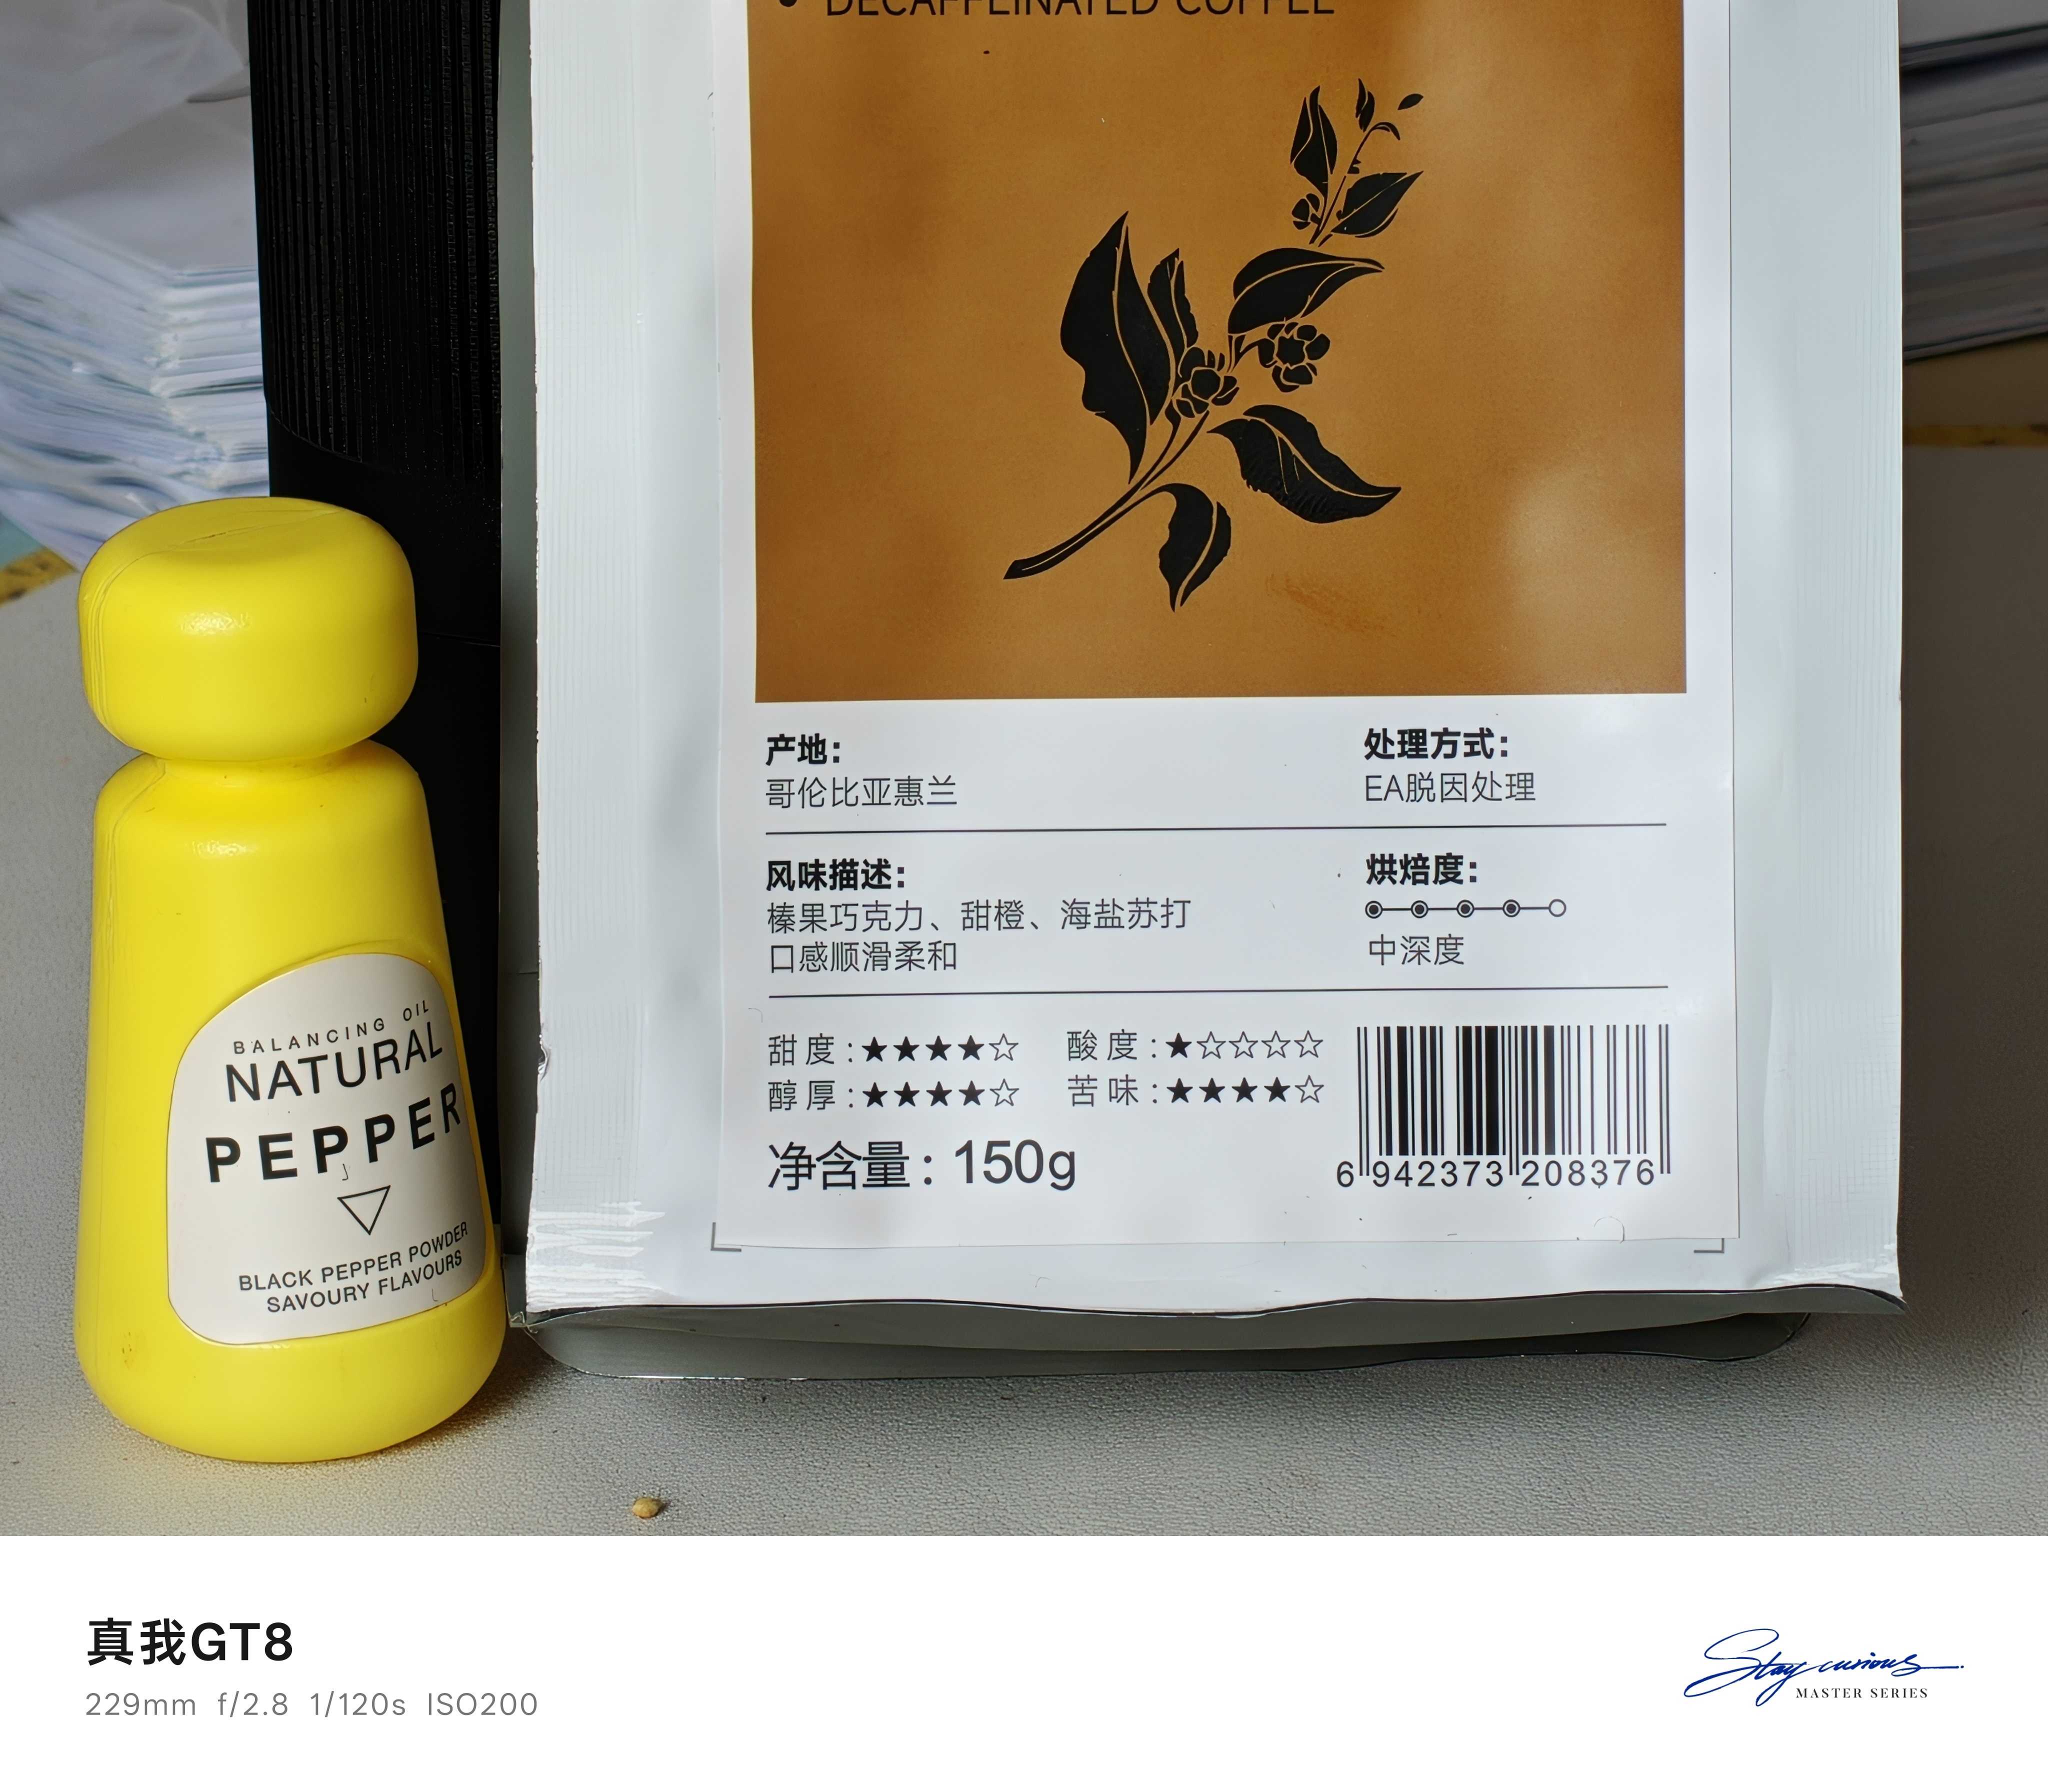 DECAFFEINATED COFFEE
产地：
哥伦比亚惠兰
处理方式：
EA脱因处理
风味描述：
榛果巧克力、甜橙、海盐苏打
口感顺滑柔和
烘焙度：
中深度
甜度：★★★★☆
酸度：★☆☆☆☆
醇厚：★★★★☆
苦味：★★★★☆
净含量：150g
6 942373 208376
BALANCING OIL
NATURAL
PEPPER
BLACK PEPPER POWDER
SAVOURY FLAVOURS
真我GT8
229mm f/2.8 1/120s ISO200
Stay curious
MASTER SERIES